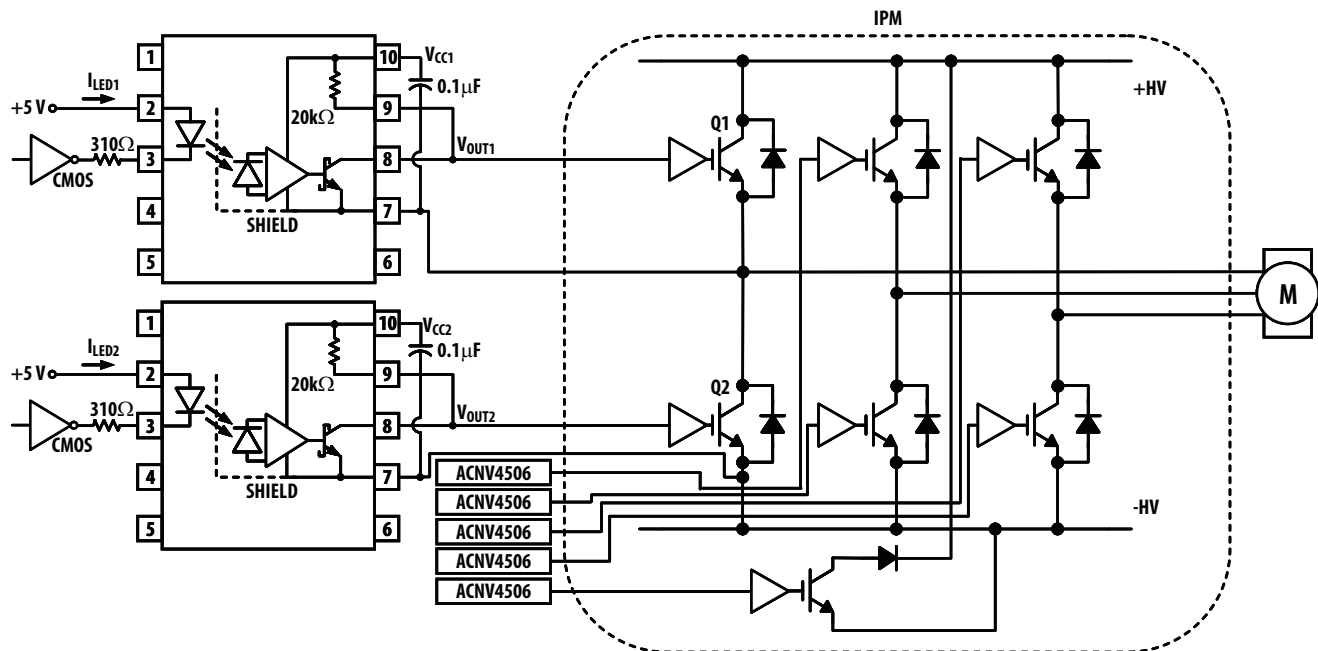 IPM
1
10
VCC1
ILED1
0.1µF
+HV
+5 V
2
20kΩ
9
Q1
310Ω
VOUT1
3
8
CMOS
4
7
SHIELD
5
6
M
1
10
VCC2
ILED2
0.1µF
+5 V
2
20kΩ
9
Q2
310Ω
VOUT2
3
8
CMOS
4
7
SHIELD
ACNV4506
ACNV4506
5
6
ACNV4506
-HV
ACNV4506
ACNV4506